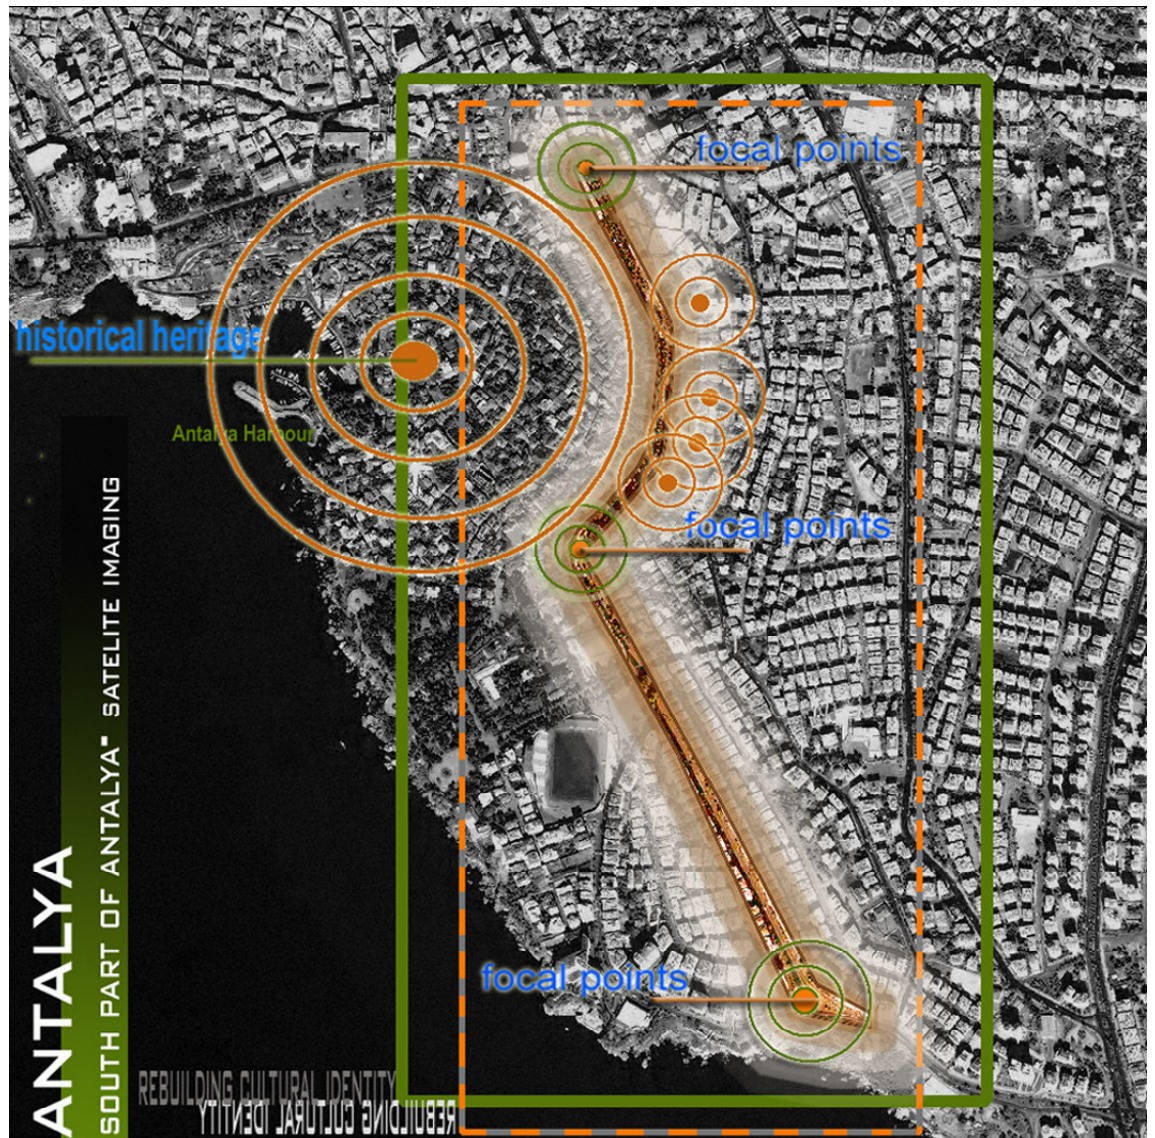 focal points
historical heritage
Antalya Harbour
focal points
focal points
ANTALYA
SOUTH PART OF ANTALYA" SATELITE IMAGING
REBUILDING CULTURAL IDENTITY
REBUILDING CULTURAL IDENTITY